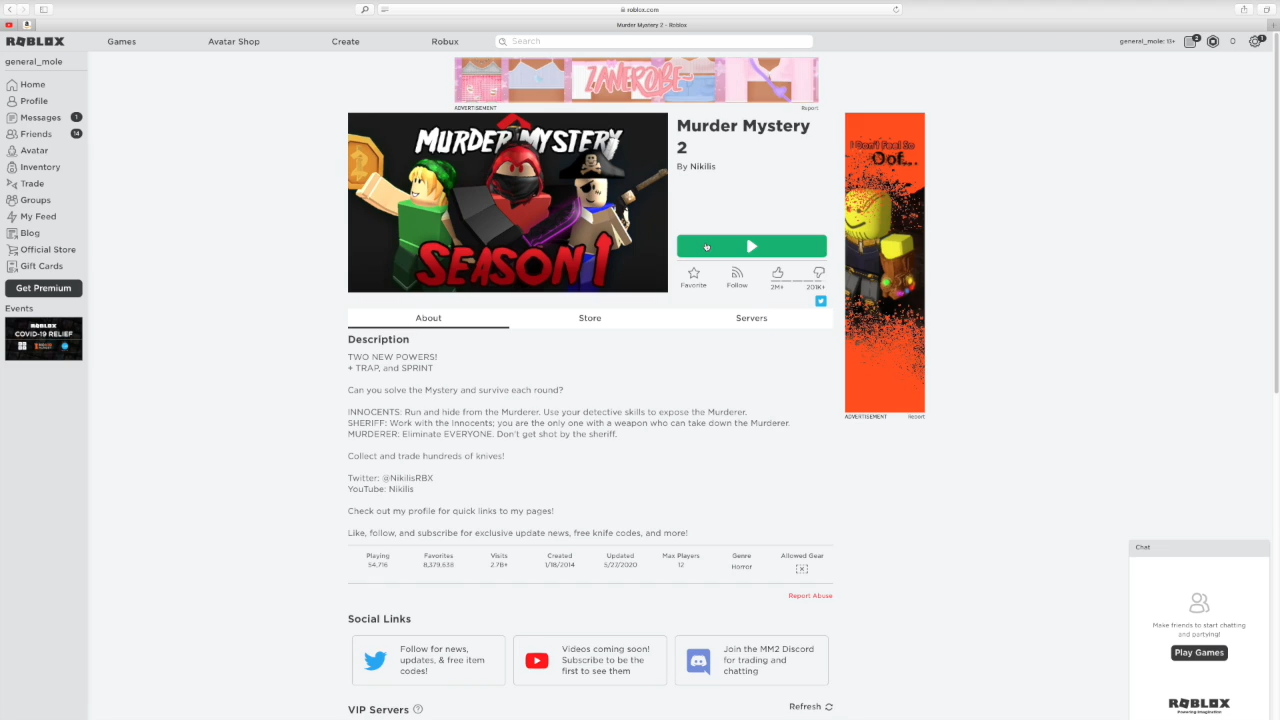 roblox.com
Murder Mystery 2 - Roblox
ROBLOX
Games
Avatar Shop
Create
Robux
Search
general_mole: 13+
2
0
1
general_mole
Home
Profile
Messages 1
Friends 14
Avatar
Inventory
Trade
Groups
My Feed
Blog
Official Store
Gift Cards
Get Premium
Events
ROBLOX
COVID-19 RELIEF
ZANEROBE
ADVERTISEMENT
Report
MURDER MYSTERY
SEASON 1
Murder Mystery
2
By Nikilis
Favorite
Follow
2M+
201K+
I Don't Feel So
Oof...
ADVERTISEMENT
Report
About
Store
Servers
Description
TWO NEW POWERS!
+ TRAP, and SPRINT
Can you solve the Mystery and survive each round?
INNOCENTS: Run and hide from the Murderer. Use your detective skills to expose the Murderer.
SHERIFF: Work with the Innocents; you are the only one with a weapon who can take down the Murderer.
MURDERER: Eliminate EVERYONE. Don't get shot by the sheriff.
Collect and trade hundreds of knives!
Twitter: @NikilisRBX
YouTube: Nikilis
Check out my profile for quick links to my pages!
Like, follow, and subscribe for exclusive update news, free knife codes, and more!
Playing
Favorites
Visits
Created
Updated
Max Players
Genre
Allowed Gear
54,716
8,379,638
2.7B+
1/18/2014
5/27/2020
12
Horror
Report Abuse
Social Links
Follow for news,
updates, & free item
codes!
Videos coming soon!
Subscribe to be the
first to see them
Join the MM2 Discord
for trading and
chatting
VIP Servers
Refresh
Chat
Make friends to start chatting
and partying!
Play Games
ROBLOX
Powering Imagination